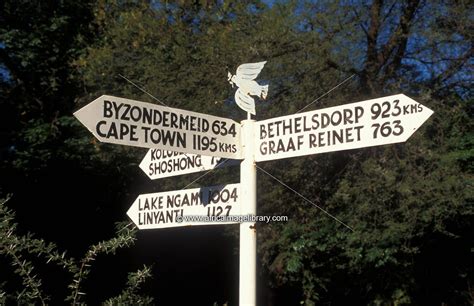 BYZONDERMEID 634
CAPE TOWN 1195 KMS
BETHELSDORP 923 KMS
GRAAF REINET 763
SHOSHONG
LAKE NGAMI 1004
LINYANTI 1127
www.africaimagelibrary.com